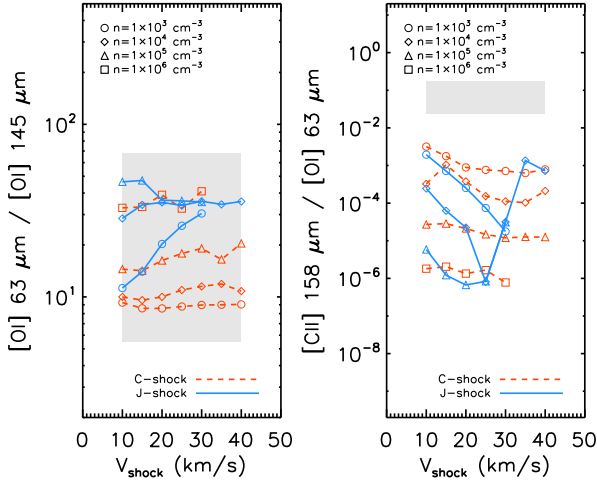 [OI] 63 μm / [OI] 145 μm
n=1×10³ cm⁻³
n=1×10⁴ cm⁻³
n=1×10⁵ cm⁻³
n=1×10⁶ cm⁻³
10²
10¹
C-shock
J-shock
0 10 20 30 40 50
V_shock (km/s)
[CII] 158 μm / [OI] 63 μm
n=1×10³ cm⁻³
n=1×10⁴ cm⁻³
n=1×10⁵ cm⁻³
n=1×10⁶ cm⁻³
10⁰
10⁻²
10⁻⁴
10⁻⁶
10⁻⁸
C-shock
J-shock
0 10 20 30 40 50
V_shock (km/s)